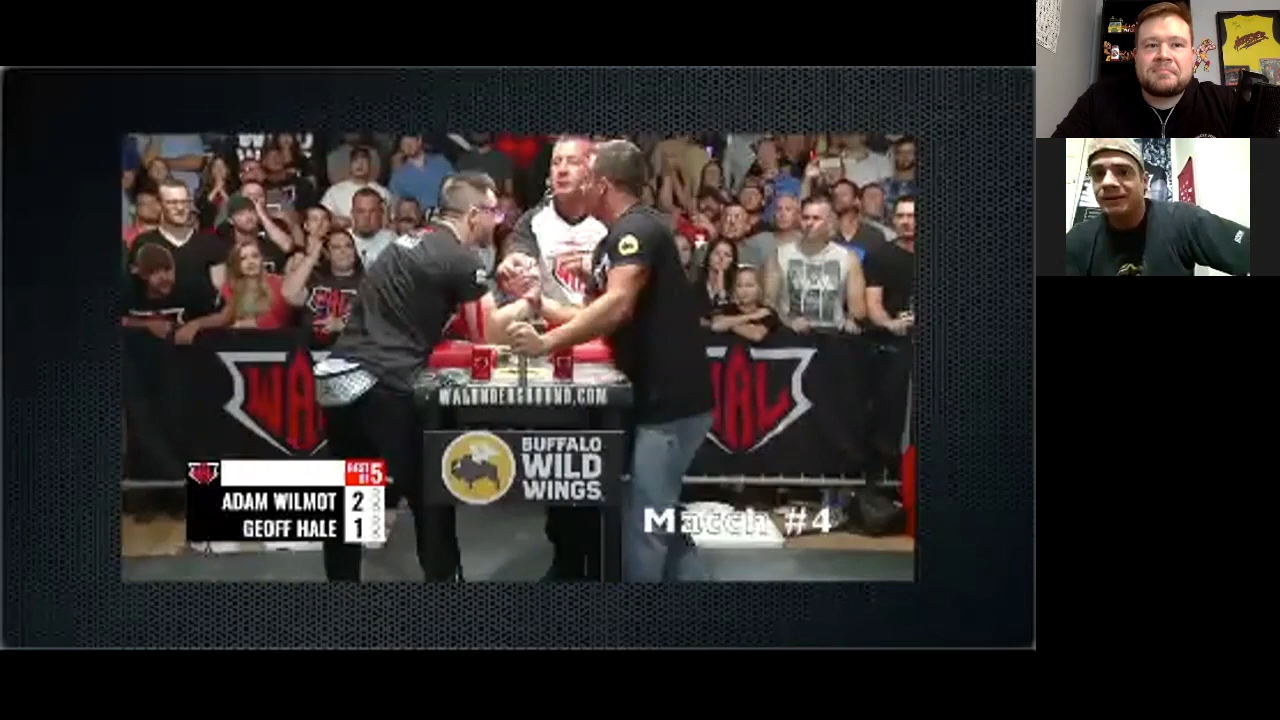 WAL
WAL
WALUNDERGROUND.COM
BUFFALO
WILD
WINGS
BEST
OF 5
ADAM WILMOT 2
GEOFF HALE 1
Match #4